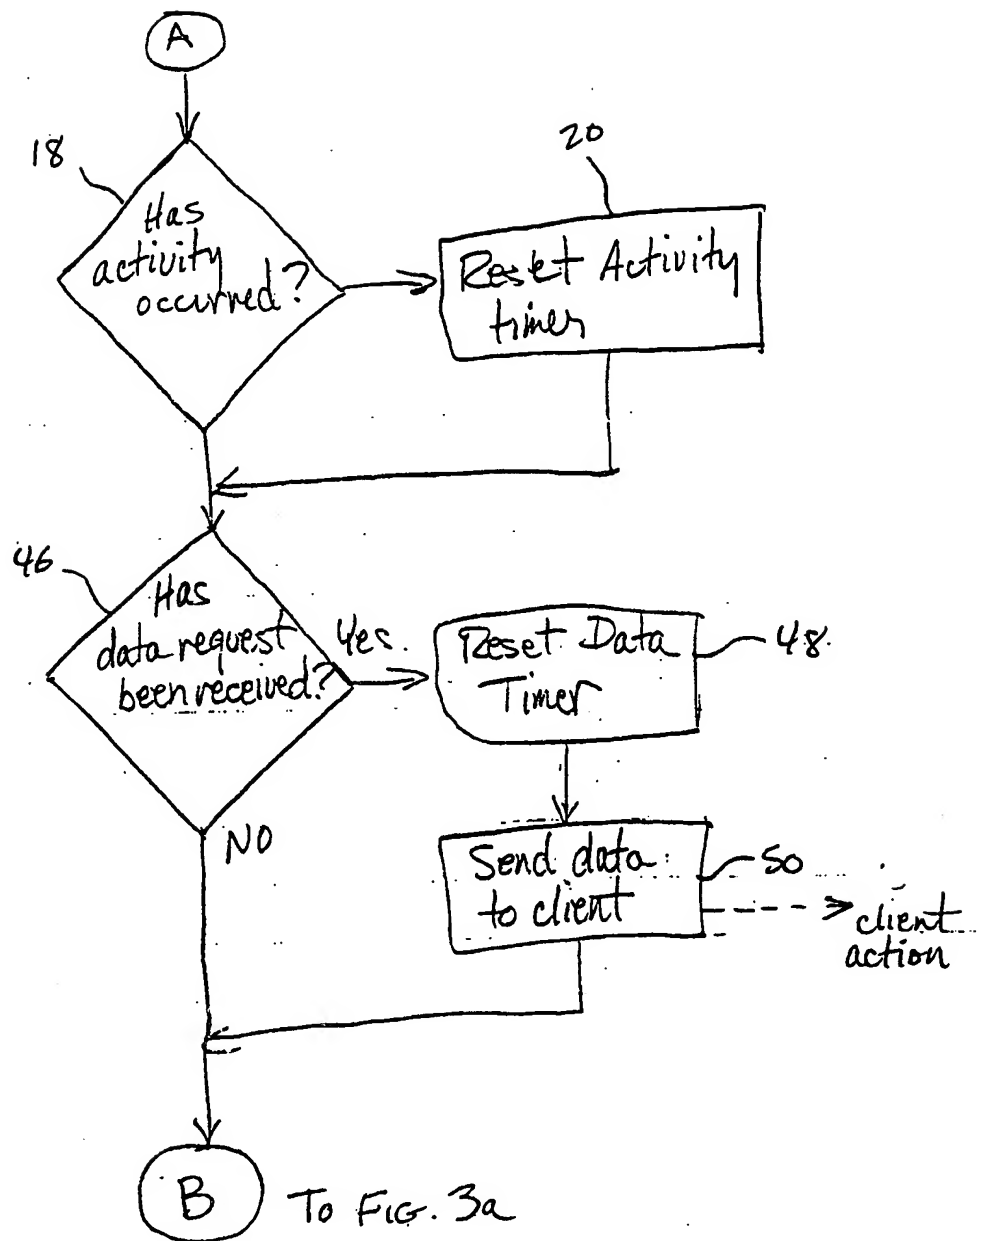 A
18
Has
activity
occurred?
20
Reset Activity
timer
46
Has
data request
been received?
Yes.
Reset Data
Timer
48.
NO
Send data
to client
50
client
action
B
To FIG. 3a